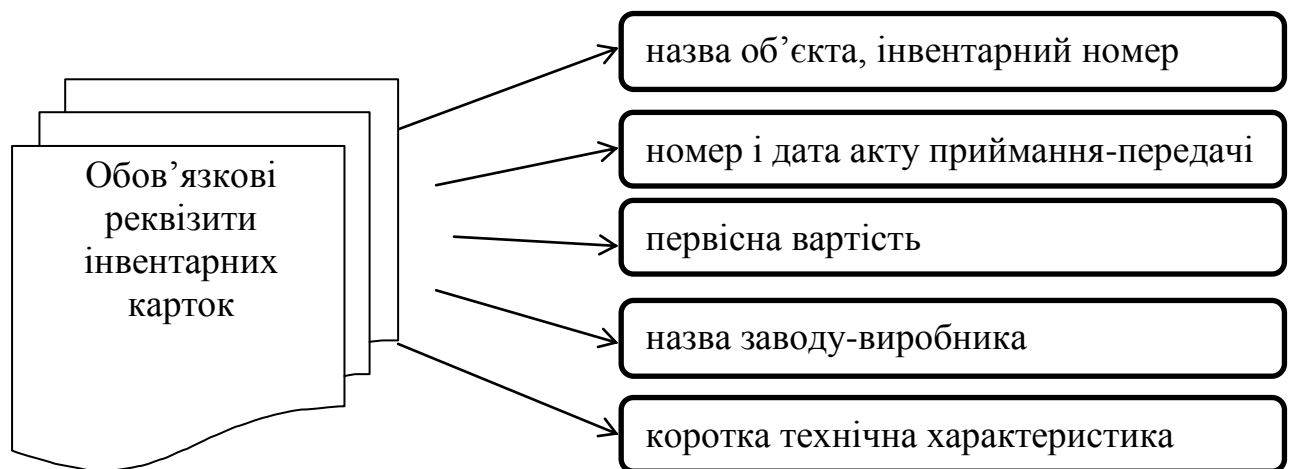 Обов’язкові
реквізити
інвентарних
карток
назва об’єкта, інвентарний номер
номер і дата акту приймання-передачі
первісна вартість
назва заводу-виробника
коротка технічна характеристика